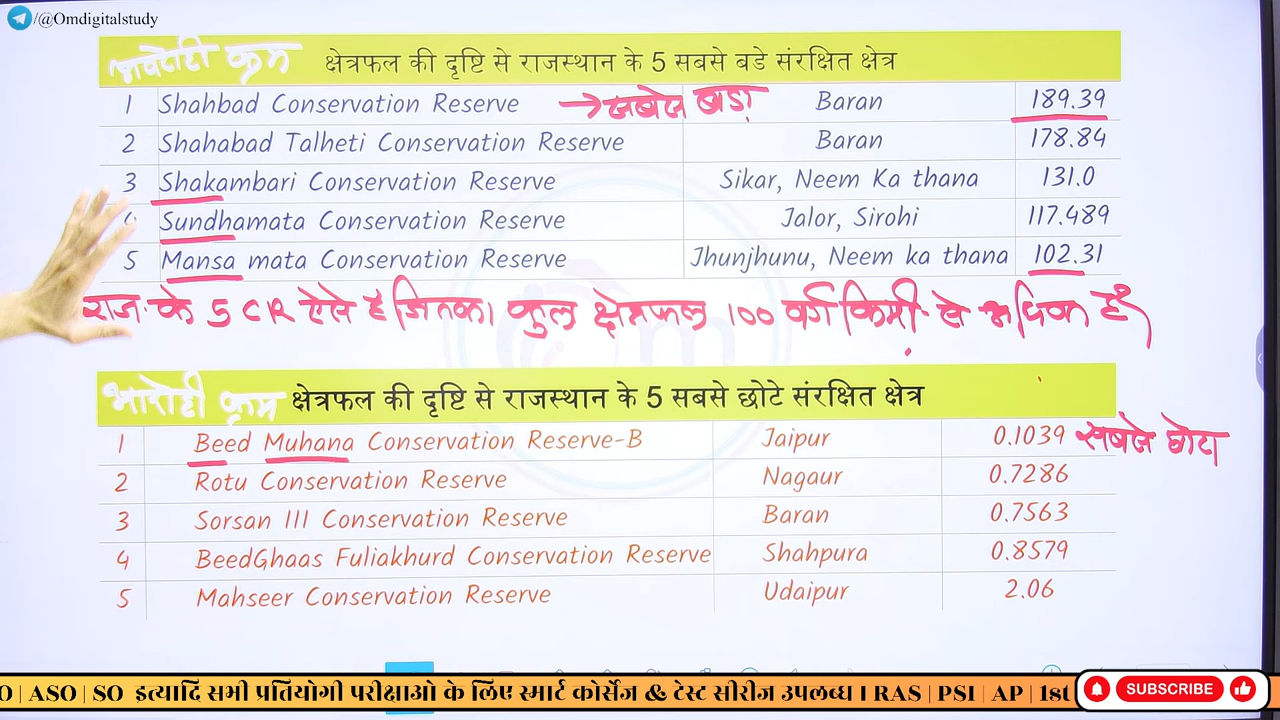 /@Omdigitalstudy
अवरोही क्रम क्षेत्रफल की दृष्टि से राजस्थान के 5 सबसे बडे संरक्षित क्षेत्र
1 Shahbad Conservation Reserve → सबसे बड़ा Baran 189.39
2 Shahabad Talheti Conservation Reserve Baran 178.84
3 Shakambari Conservation Reserve Sikar, Neem Ka thana 131.0
4 Sundhamata Conservation Reserve Jalor, Sirohi 117.489
5 Mansa mata Conservation Reserve Jhunjhunu, Neem ka thana 102.31
राज. के 5 CR ऐसे हैं जिनका कुल क्षेत्रफल 100 वर्ग किमी. से अधिक है
आरोही क्रम क्षेत्रफल की दृष्टि से राजस्थान के 5 सबसे छोटे संरक्षित क्षेत्र
1 Beed Muhana Conservation Reserve-B Jaipur 0.1039 सबसे छोटा
2 Rotu Conservation Reserve Nagaur 0.7286
3 Sorsan III Conservation Reserve Baran 0.7563
4 BeedGhaas Fuliakhurd Conservation Reserve Shahpura 0.8579
5 Mahseer Conservation Reserve Udaipur 2.06
O | ASO | SO इत्यादि सभी प्रतियोगी परीक्षाओ के लिए स्मार्ट कोर्सेज & टेस्ट सीरीज उपलब्ध । RAS | PSI | AP | 1st SUBSCRIBE